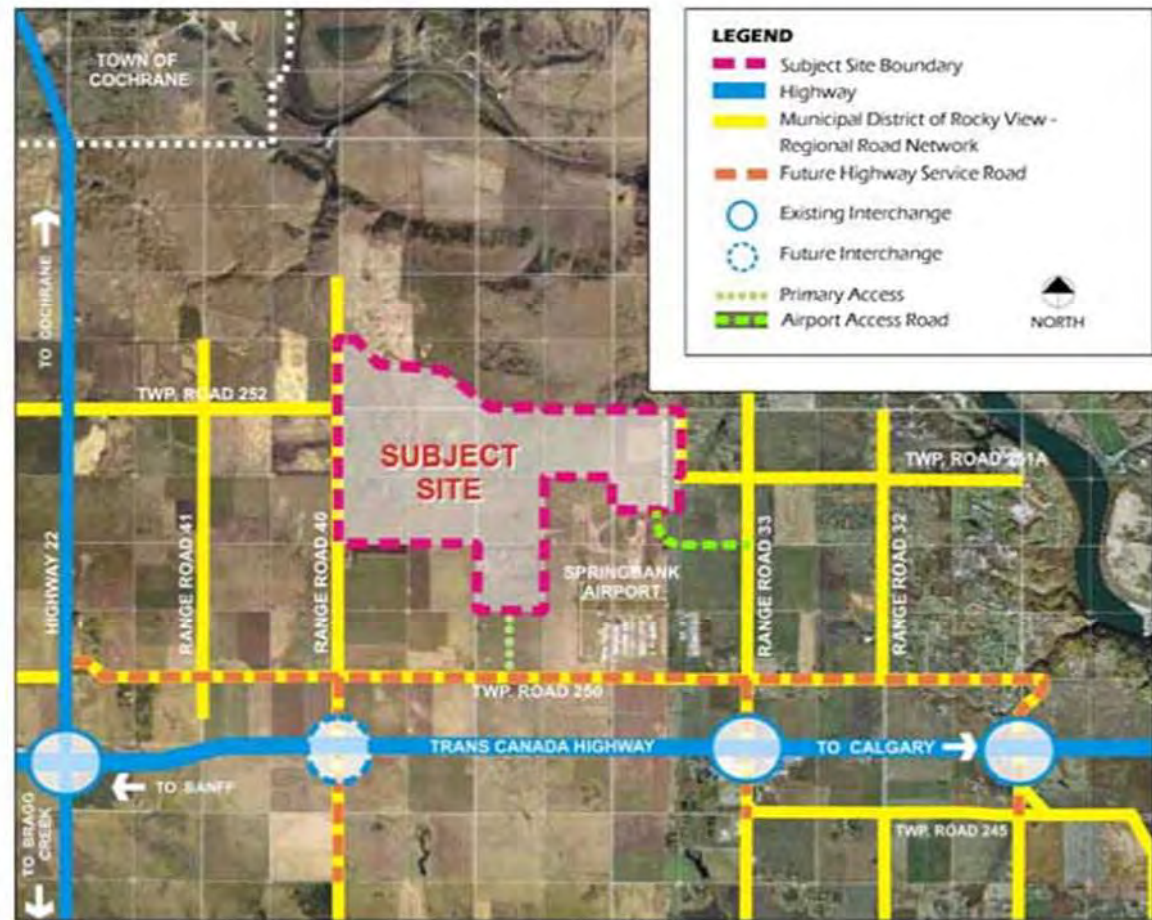 TOWN OF
COCHRANE
LEGEND
Subject Site Boundary
Highway
Municipal District of Rocky View -
Regional Road Network
Future Highway Service Road
Existing Interchange
Future Interchange
Primary Access
Airport Access Road
NORTH
TO COCHRANE
TWP. ROAD 252
SUBJECT
SITE
TWP. ROAD 251A
HIGHWAY 22
RANGE ROAD 41
RANGE ROAD 40
SPRINGBANK
AIRPORT
RANGE ROAD 33
RANGE ROAD 32
TWP. ROAD 250
TRANS CANADA HIGHWAY
TO CALGARY
TO BANFF
TO BRAGG
CREEK
TWP. ROAD 245